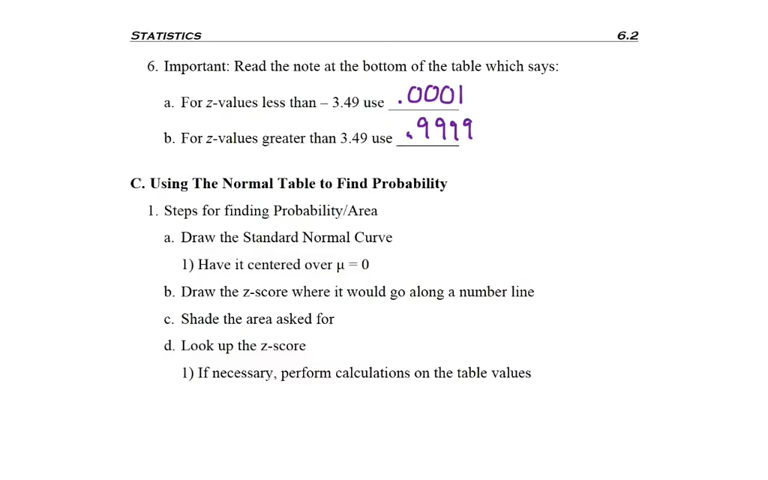 STATISTICS 6.2
6. Important: Read the note at the bottom of the table which says:
a. For z-values less than – 3.49 use .0001
b. For z-values greater than 3.49 use .9999
C. Using The Normal Table to Find Probability
1. Steps for finding Probability/Area
a. Draw the Standard Normal Curve
1) Have it centered over μ = 0
b. Draw the z-score where it would go along a number line
c. Shade the area asked for
d. Look up the z-score
1) If necessary, perform calculations on the table values